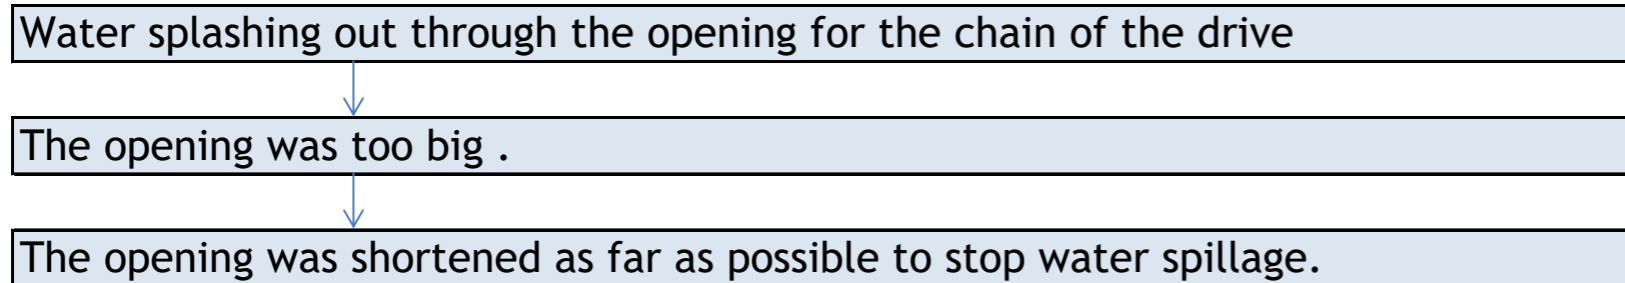 Water splashing out through the opening for the chain of the drive
The opening was too big .
The opening was shortened as far as possible to stop water spillage.